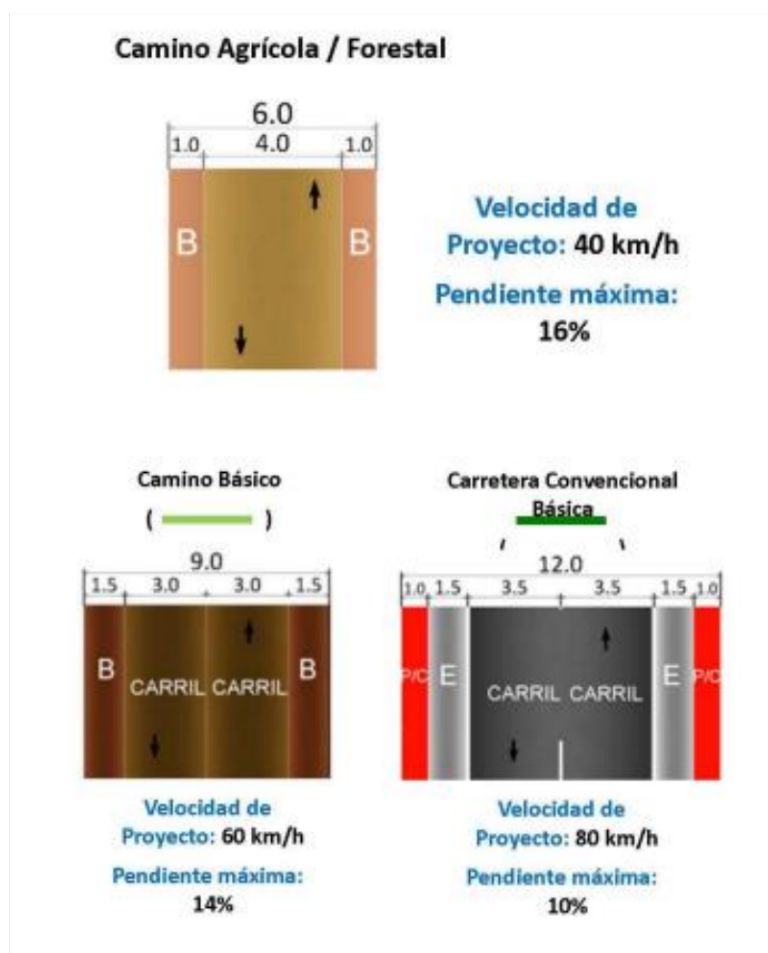 Camino Agrícola / Forestal
6.0
1.0 4.0 1.0
B B
Velocidad de
Proyecto: 40 km/h
Pendiente máxima:
16%
Camino Básico
( )
9.0
1.5 3.0 3.0 1.5
B CARRIL CARRIL B
Velocidad de
Proyecto: 60 km/h
Pendiente máxima:
14%
Carretera Convencional
Básica
12.0
1.0 1.5 3.5 3.5 1.5 1.0
P/C E CARRIL CARRIL E P/C
Velocidad de
Proyecto: 80 km/h
Pendiente máxima:
10%